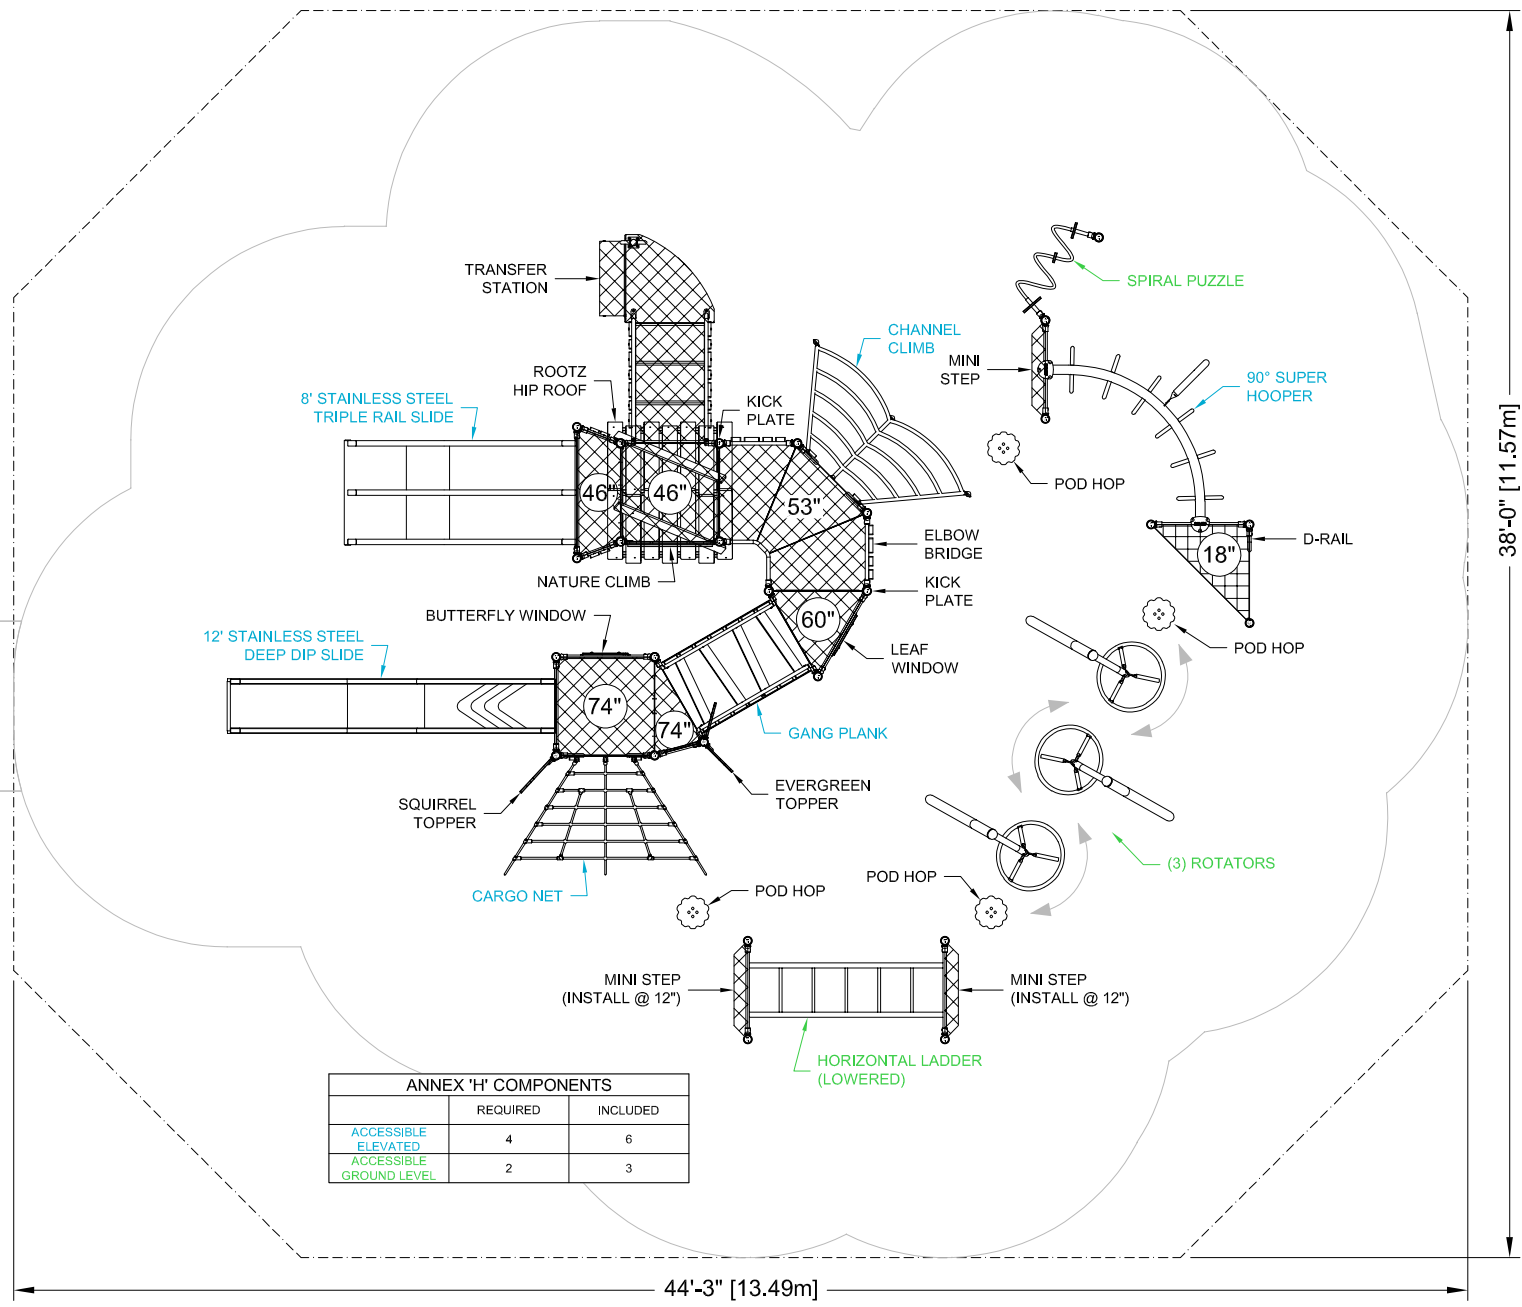 TRANSFER
STATION
SPIRAL PUZZLE
CHANNEL
CLIMB
MINI
STEP
ROOTZ
HIP ROOF
KICK
PLATE
90° SUPER
HOOPER
8' STAINLESS STEEL
TRIPLE RAIL SLIDE
38'-0" [11.57m]
POD HOP
46"
46"
53"
ELBOW
BRIDGE
D-RAIL
18"
NATURE CLIMB
KICK
PLATE
BUTTERFLY WINDOW
60"
12' STAINLESS STEEL
DEEP DIP SLIDE
LEAF
WINDOW
POD HOP
74"
74"
GANG PLANK
SQUIRREL
TOPPER
EVERGREEN
TOPPER
(3) ROTATORS
CARGO NET
POD HOP
POD HOP
MINI STEP
(INSTALL @ 12")
MINI STEP
(INSTALL @ 12")
HORIZONTAL LADDER
(LOWERED)
ANNEX 'H' COMPONENTS
REQUIRED INCLUDED
ACCESSIBLE
ELEVATED 4 6
ACCESSIBLE
GROUND LEVEL 2 3
44'-3" [13.49m]